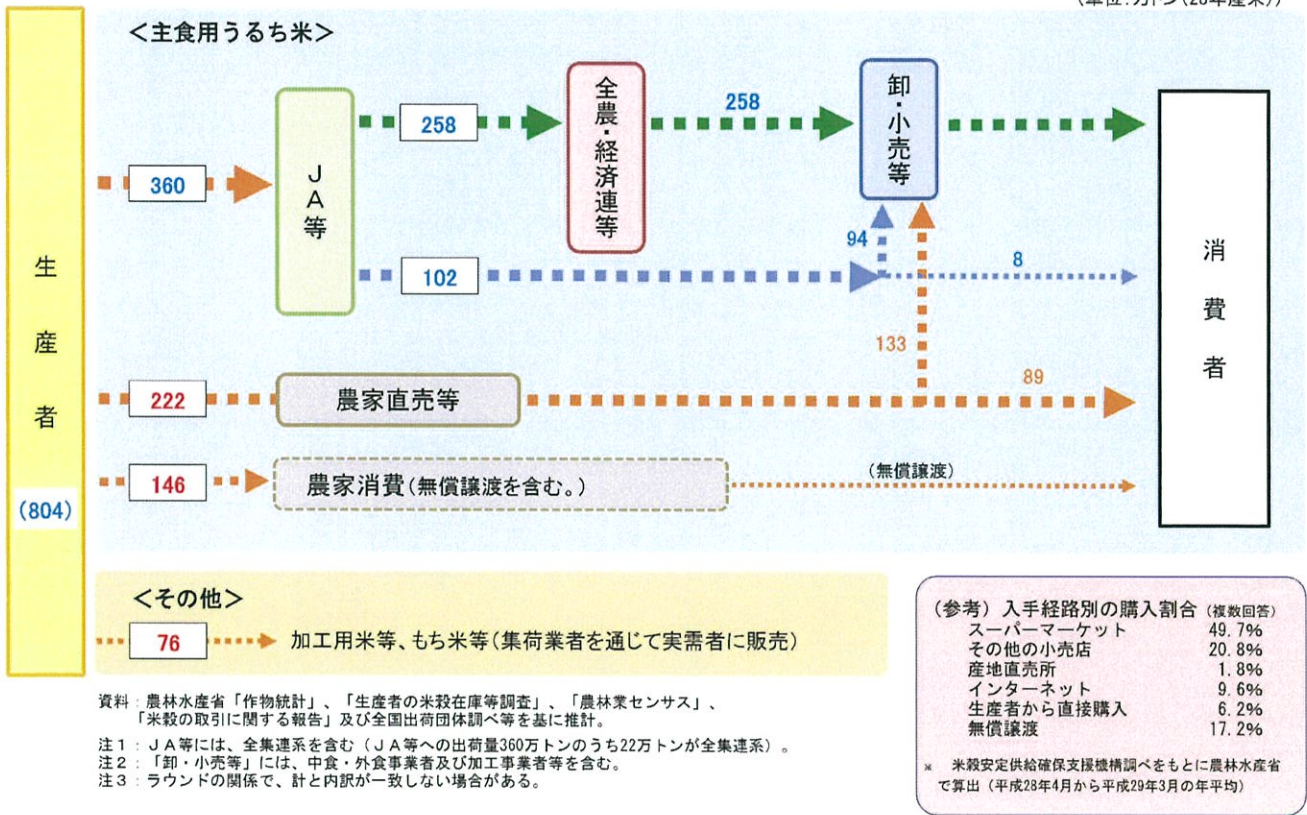 (単位:万トン(28年産米))
<主食用うるち米>
生産者
(804)
360
JA等
258
全農・経済連等
258
卸・小売等
消費者
102
94
8
133
222
農家直売等
89
146
農家消費(無償譲渡を含む。)
(無償譲渡)
<その他>
76
加工用米等、もち米等(集荷業者を通じて実需者に販売)
(参考)入手経路別の購入割合(複数回答)
スーパーマーケット 49.7%
その他の小売店 20.8%
産地直売所 1.8%
インターネット 9.6%
生産者から直接購入 6.2%
無償譲渡 17.2%
※ 米穀安定供給確保支援機構調べをもとに農林水産省
で算出(平成28年4月から平成29年3月の年平均)
資料:農林水産省「作物統計」、「生産者の米穀在庫等調査」、「農林業センサス」、
「米穀の取引に関する報告」及び全国出荷団体調べ等を基に推計。
注1:JA等には、全集連系を含む(JA等への出荷量360万トンのうち22万トンが全集連系)。
注2:「卸・小売等」には、中食・外食事業者及び加工事業者等を含む。
注3:ラウンドの関係で、計と内訳が一致しない場合がある。